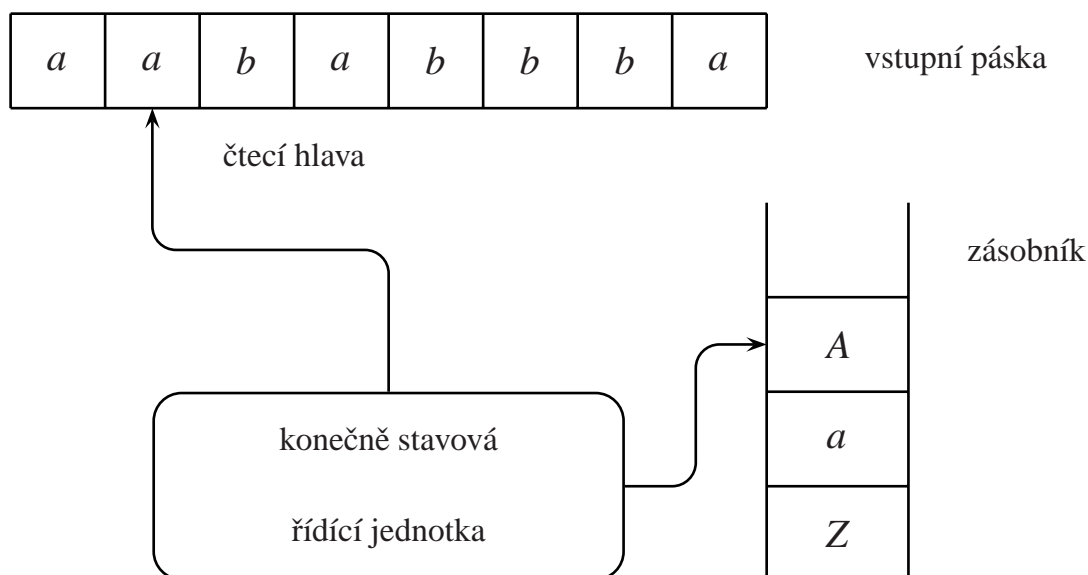 a a b a b b b a vstupní páska
čtecí hlava
zásobník
A
konečně stavová
a
řídící jednotka
Z